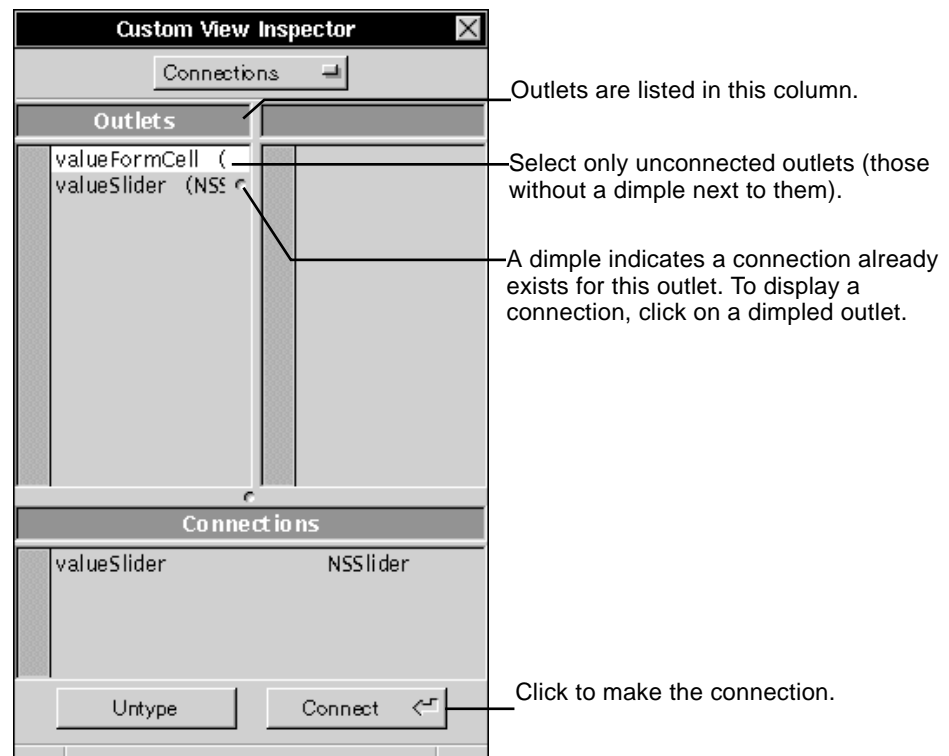 Custom View Inspector
Connections
Outlets are listed in this column.
Outlets
valueFormCell (
Select only unconnected outlets (those
without a dimple next to them).
valueSlider (NSS
A dimple indicates a connection already
exists for this outlet. To display a
connection, click on a dimpled outlet.
Connections
valueSlider NSSlider
Untype
Connect
Click to make the connection.